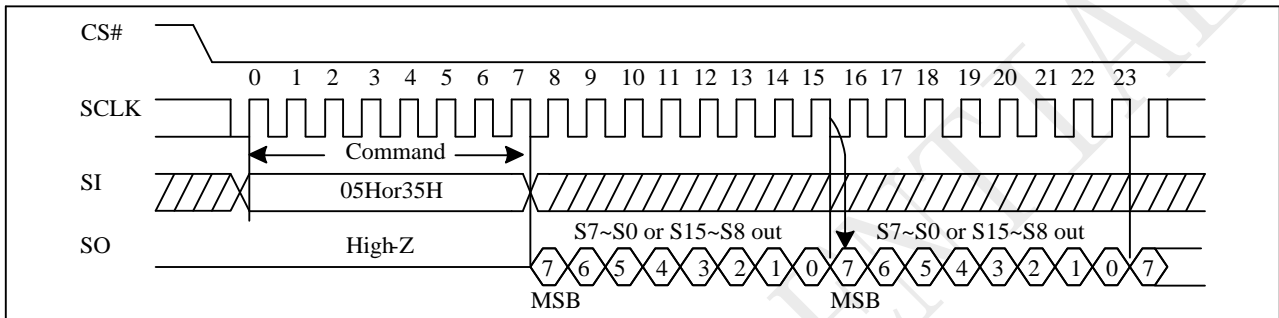 CS#
0 1 2 3 4 5 6 7 8 9 10 11 12 13 14 15 16 17 18 19 20 21 22 23
SCLK
Command
SI
05Hor35H
S7~S0 or S15~S8 out S7~S0 or S15~S8 out
SO
High-Z
7 6 5 4 3 2 1 0 7 6 5 4 3 2 1 0 7
MSB MSB